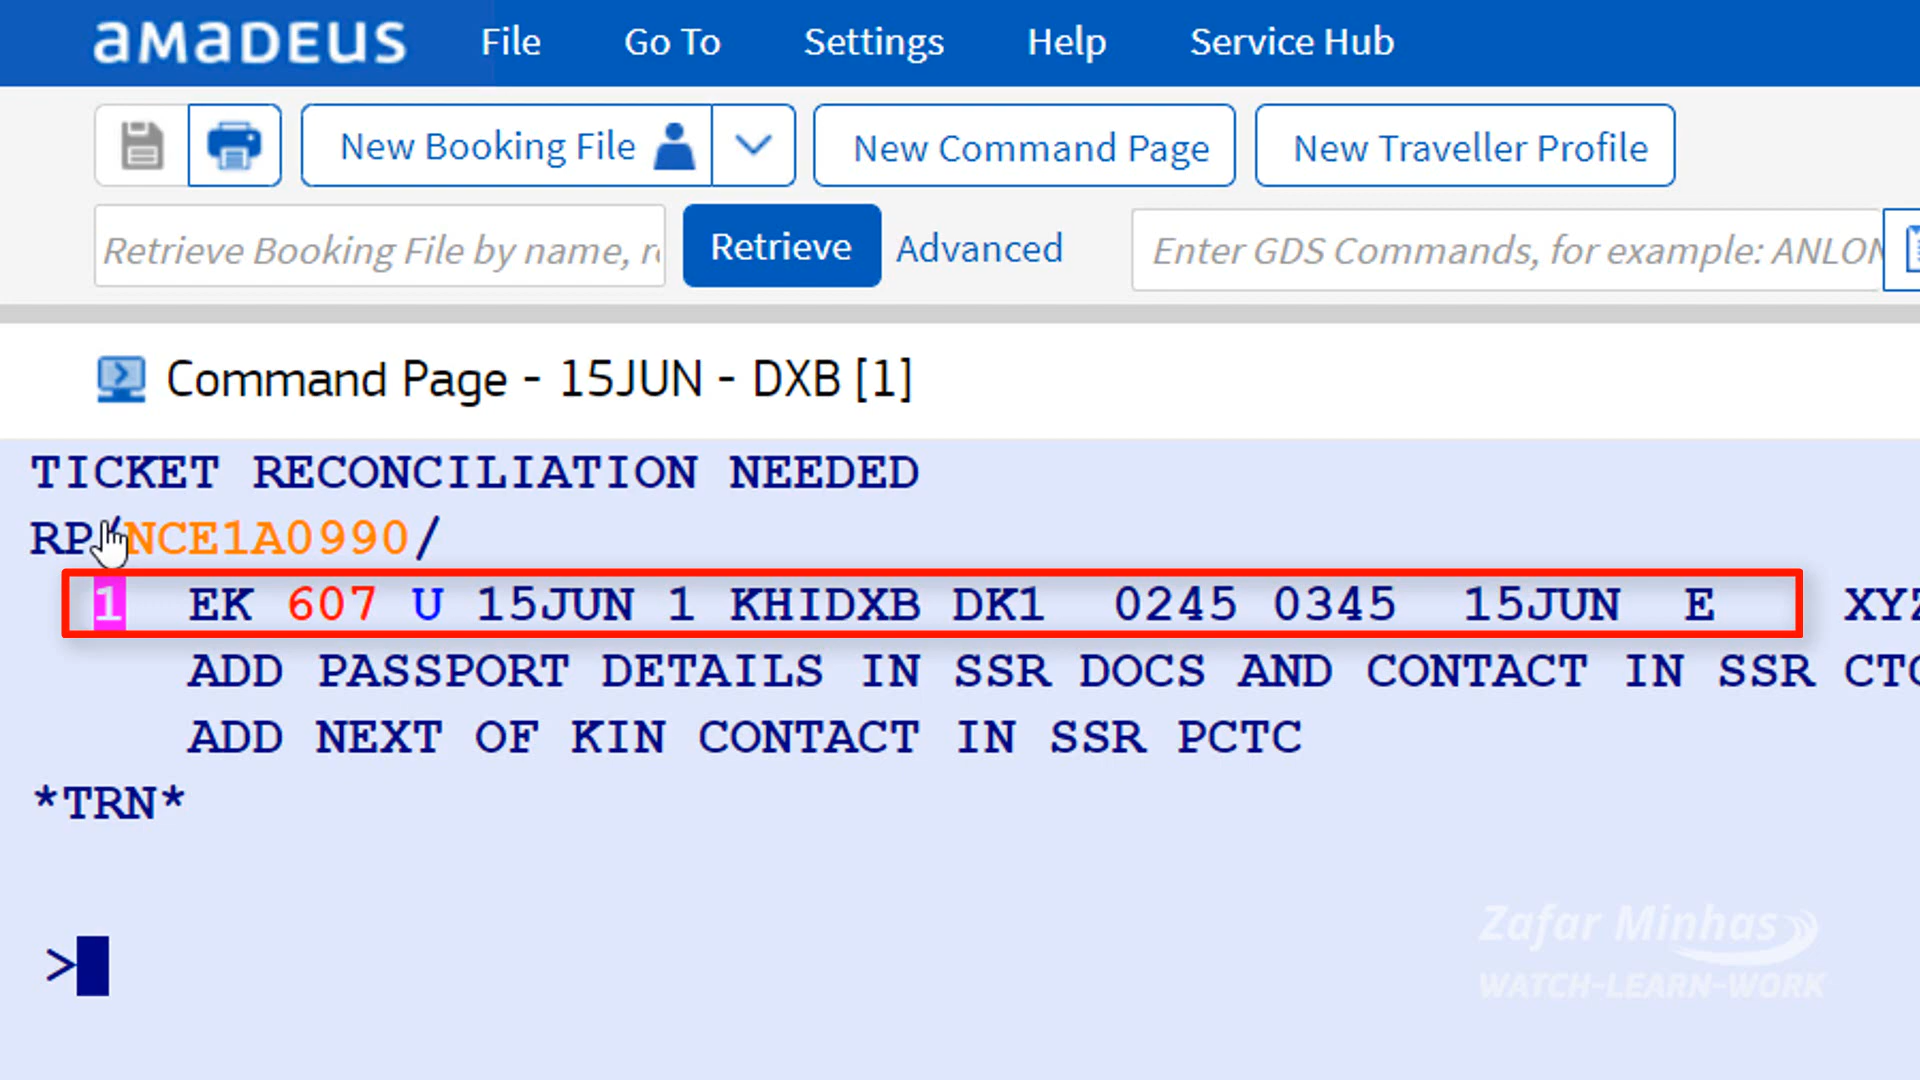 amadeus File Go To Settings Help Service Hub
New Booking File New Command Page New Traveller Profile
Retrieve Booking File by name, Retrieve Advanced Enter GDS Commands, for example: ANLON
Command Page - 15JUN - DXB [1]
TICKET RECONCILIATION NEEDED
RP/NCE1A0990/
1 EK 607 U 15JUN 1 KHIDXB DK1 0245 0345 15JUN E XYZ
ADD PASSPORT DETAILS IN SSR DOCS AND CONTACT IN SSR CTC
ADD NEXT OF KIN CONTACT IN SSR PCTC
*TRN*
>
Zafar Minhas
WATCH-LEARN-WORK